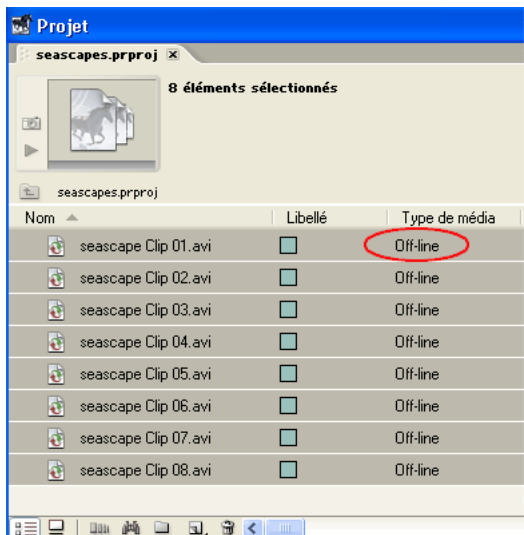 Projet
seascapes.prproj
8 éléments sélectionnés
seascapes.prproj
Nom Libellé Type de média
seascape Clip 01.avi Off-line
seascape Clip 02.avi Off-line
seascape Clip 03.avi Off-line
seascape Clip 04.avi Off-line
seascape Clip 05.avi Off-line
seascape Clip 06.avi Off-line
seascape Clip 07.avi Off-line
seascape Clip 08.avi Off-line